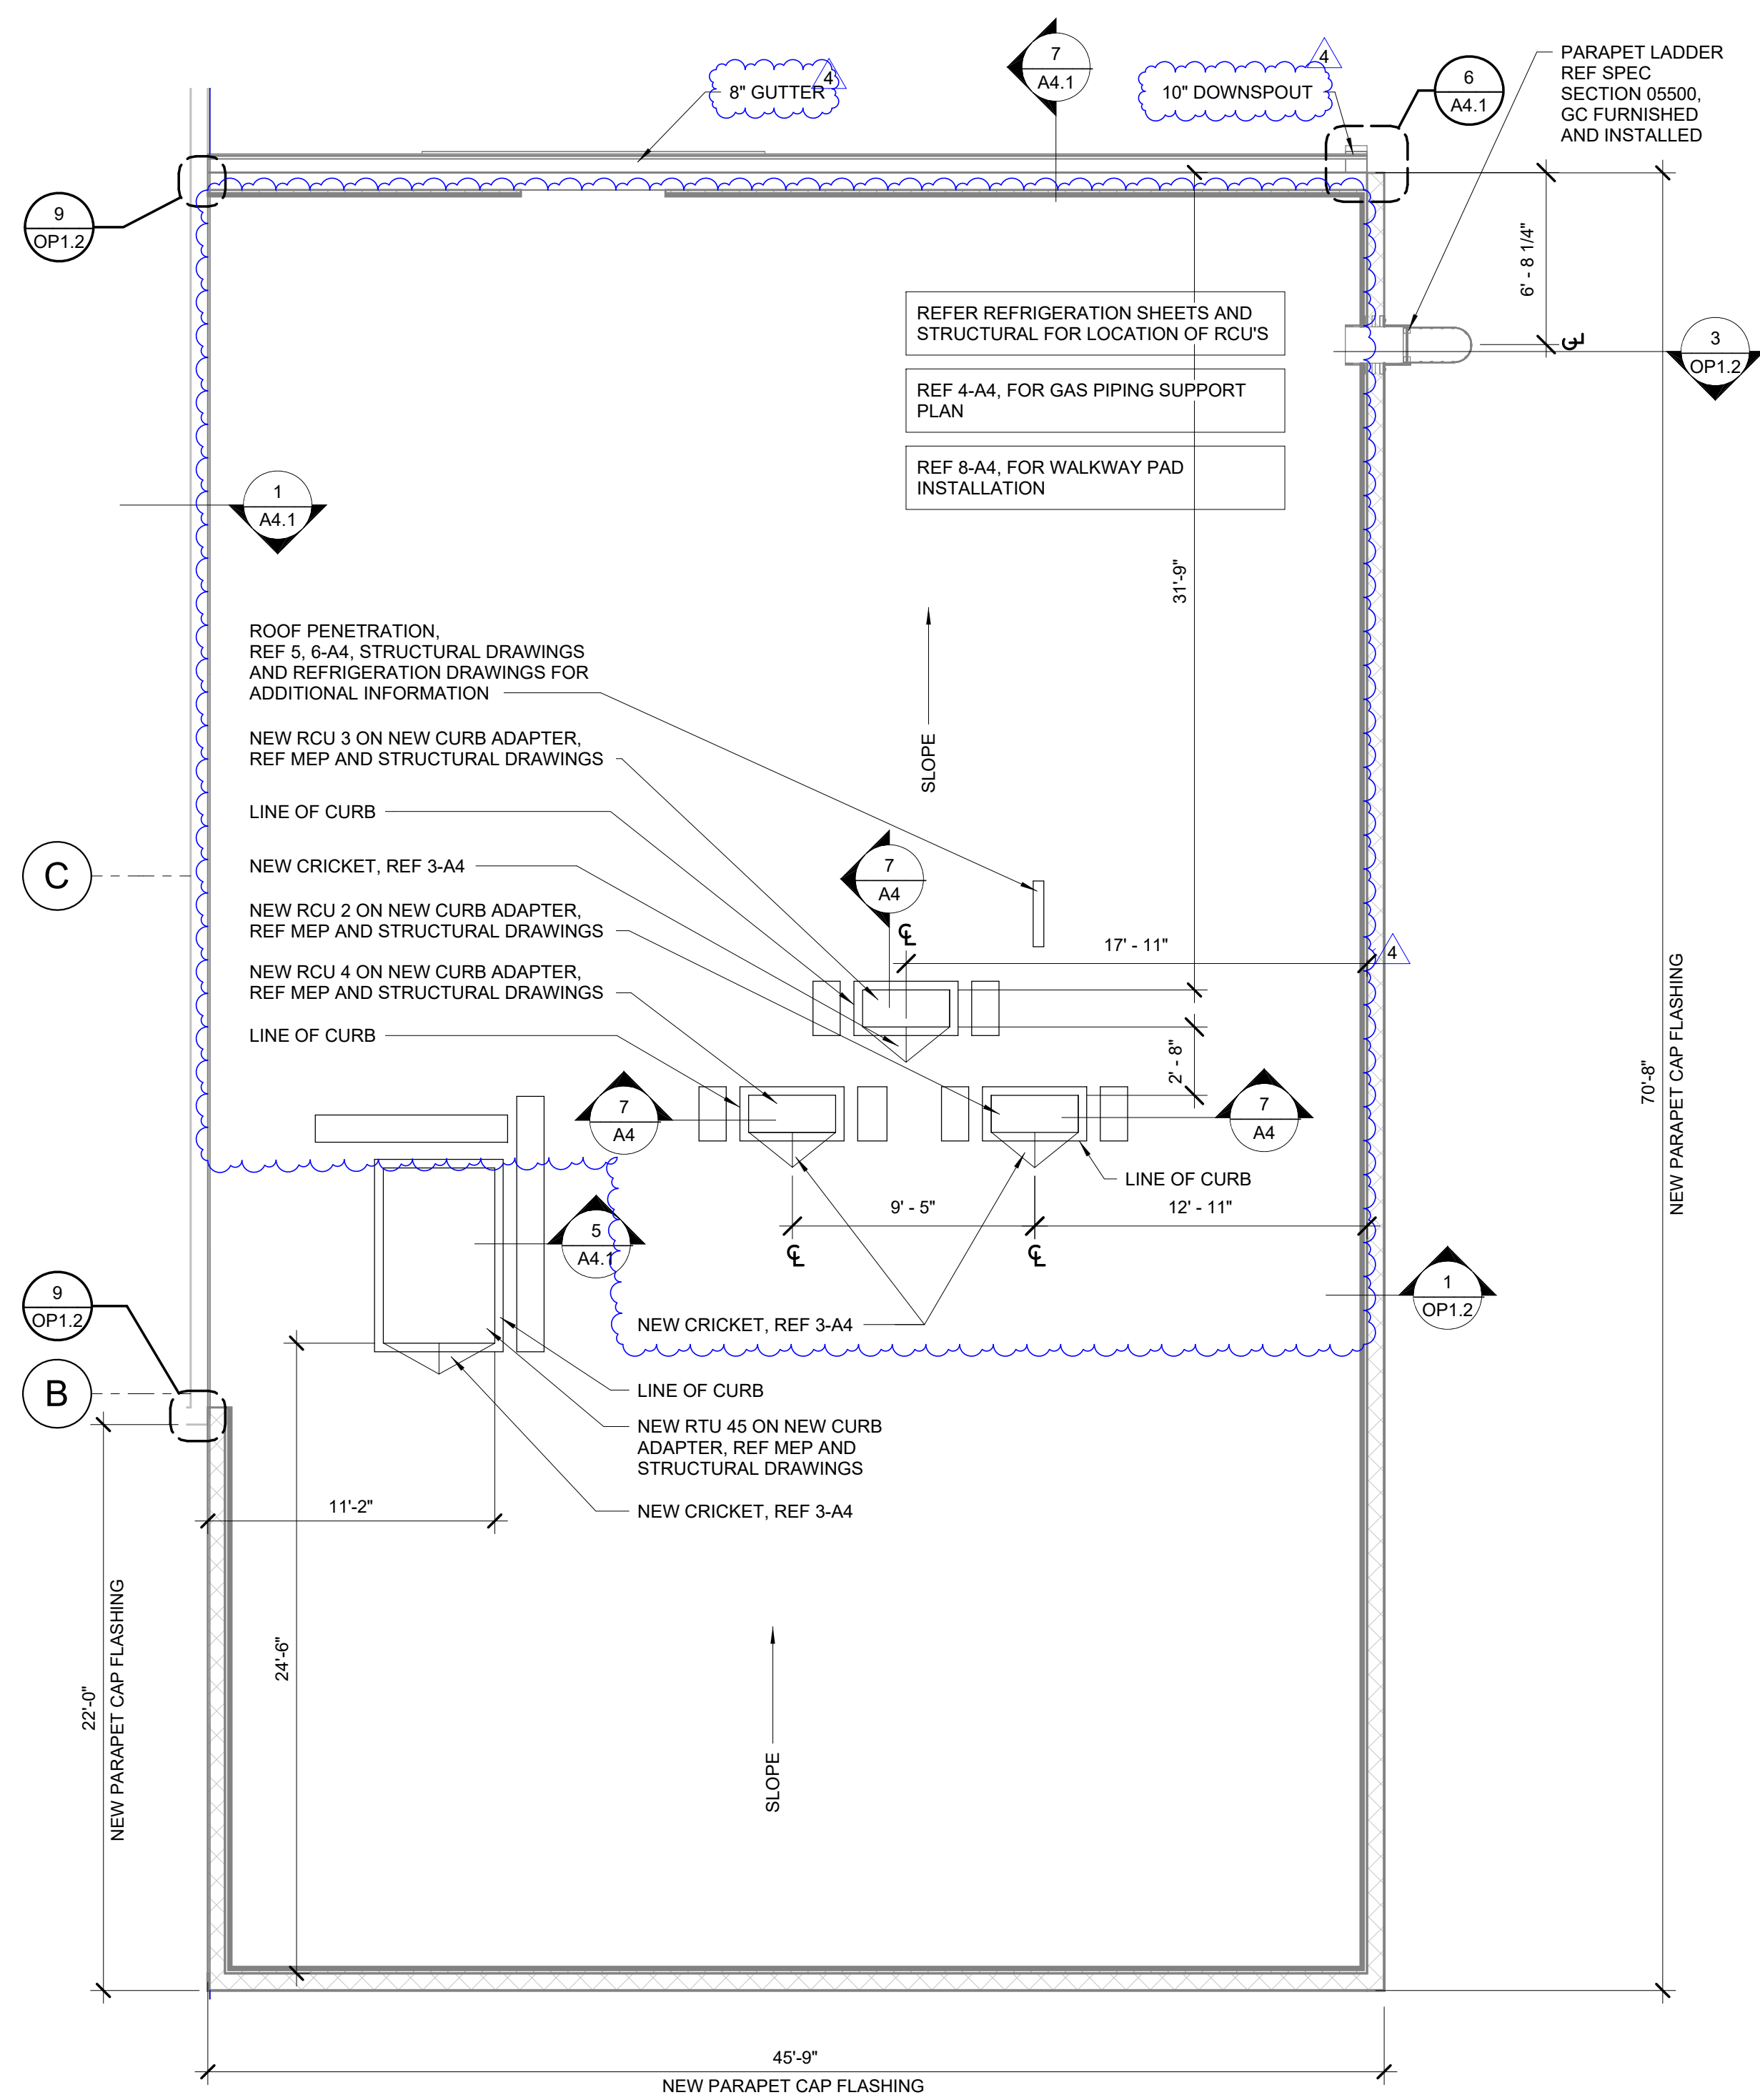 7
A4.1
4
8" GUTTER
4
10" DOWNSPOUT
6
A4.1
PARAPET LADDER
REF SPEC
SECTION 05500,
GC FURNISHED
AND INSTALLED
9
OP1.2
6' - 8 1/4"
CL
3
OP1.2
REFER REFRIGERATION SHEETS AND
STRUCTURAL FOR LOCATION OF RCU'S
REF 4-A4, FOR GAS PIPING SUPPORT
PLAN
REF 8-A4, FOR WALKWAY PAD
INSTALLATION
1
A4.1
31'-9"
ROOF PENETRATION,
REF 5, 6-A4, STRUCTURAL DRAWINGS
AND REFRIGERATION DRAWINGS FOR
ADDITIONAL INFORMATION
SLOPE
NEW RCU 3 ON NEW CURB ADAPTER,
REF MEP AND STRUCTURAL DRAWINGS
LINE OF CURB
C
NEW CRICKET, REF 3-A4
7
A4
CL
NEW RCU 2 ON NEW CURB ADAPTER,
REF MEP AND STRUCTURAL DRAWINGS
17' - 11"
4
NEW RCU 4 ON NEW CURB ADAPTER,
REF MEP AND STRUCTURAL DRAWINGS
LINE OF CURB
2' - 8"
70'-8"
NEW PARAPET CAP FLASHING
7
A4
7
A4
LINE OF CURB
9' - 5"
12' - 11"
5
A4.1
CL
CL
9
OP1.2
1
OP1.2
NEW CRICKET, REF 3-A4
B
LINE OF CURB
NEW RTU 45 ON NEW CURB
ADAPTER, REF MEP AND
STRUCTURAL DRAWINGS
11'-2"
NEW CRICKET, REF 3-A4
24'-6"
22'-0"
NEW PARAPET CAP FLASHING
SLOPE
45'-9"
NEW PARAPET CAP FLASHING